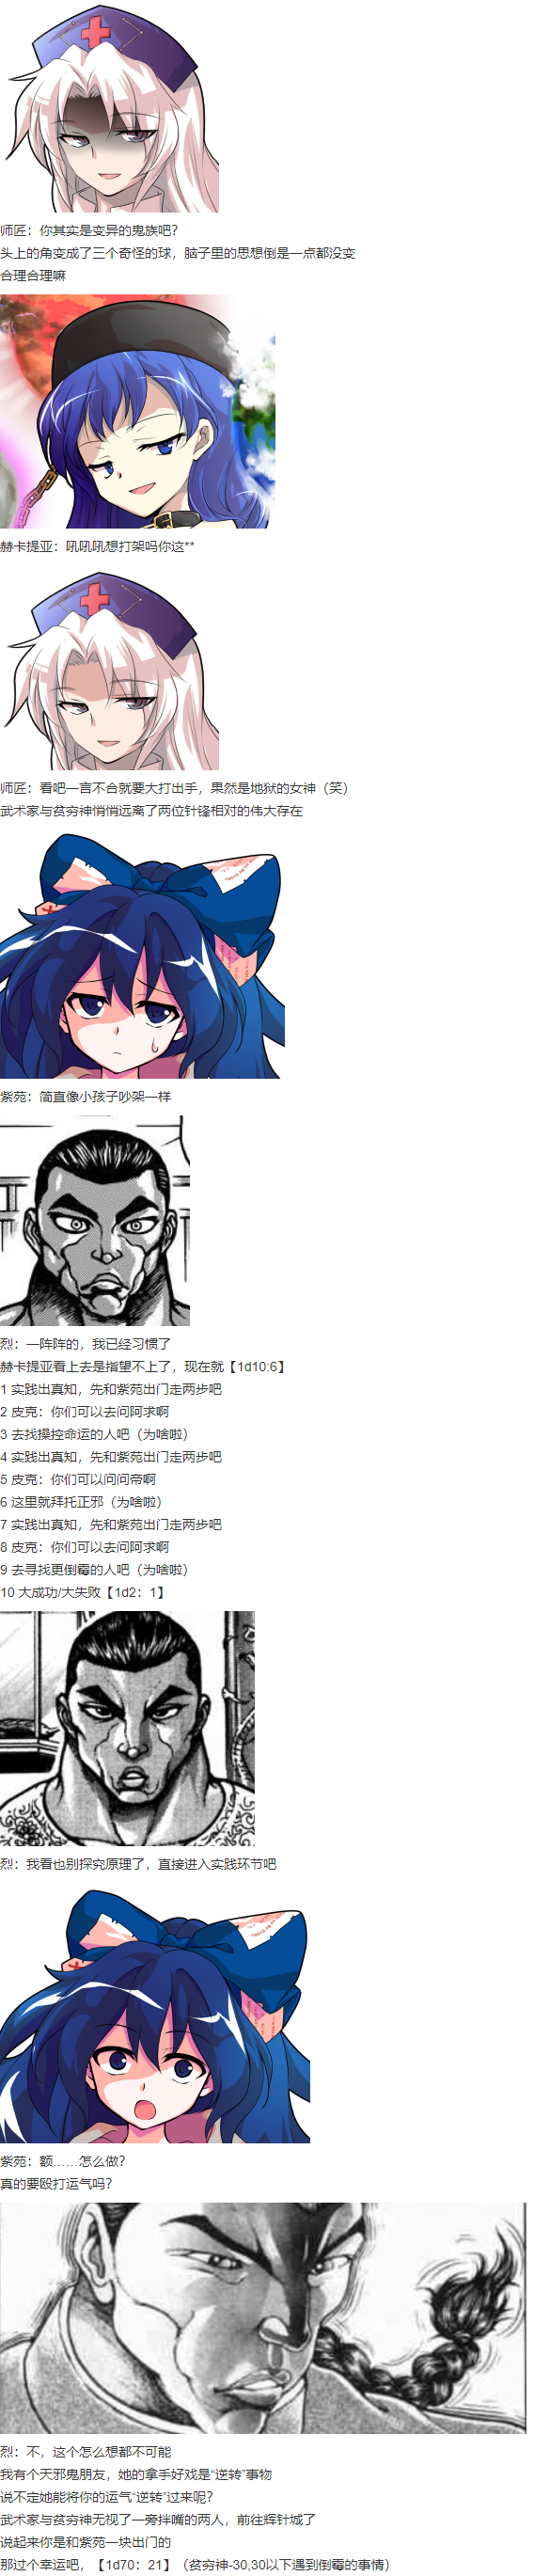 师匠：你其实是变异的鬼族吧？
头上的角变成了三个奇怪的球，脑子里的思想倒是一点都没变
合理合理嘛
赫卡提亚：吼吼吼想打架吗你这**
师匠：看吧一言不合就要大打出手，果然是地狱的女神（笑）
武术家与贫穷神悄悄远离了两位针锋相对的伟大存在
紫苑：简直像小孩子吵架一样
烈：一阵阵的，我已经习惯了
赫卡提亚看上去是指望不上了，现在就【1d10:6】
1 实践出真知，先和紫苑出门走两步吧
2 皮克：你们可以去问阿求啊
3 去找操控命运的人吧（为啥啦）
4 实践出真知，先和紫苑出门走两步吧
5 皮克：你们可以问问帝啊
6 这里就拜托正邪（为啥啦）
7 实践出真知，先和紫苑出门走两步吧
8 皮克：你们可以去问阿求啊
9 去寻找更倒霉的人吧（为啥啦）
10 大成功/大失败【1d2：1】
烈：我看也别探究原理了，直接进入实践环节吧
紫苑：额……怎么做？
真的要殴打运气吗？
烈：不，这个怎么想都不可能
我有个天邪鬼朋友，她的拿手好戏是“逆转”事物
说不定她能将你的运气“逆转”过来呢？
武术家与贫穷神无视了一旁拌嘴的两人，前往辉针城了
说起来你是和紫苑一块出门的
那过个幸运吧，【1d70：21】（贫穷神-30,30以下遇到倒霉的事情）